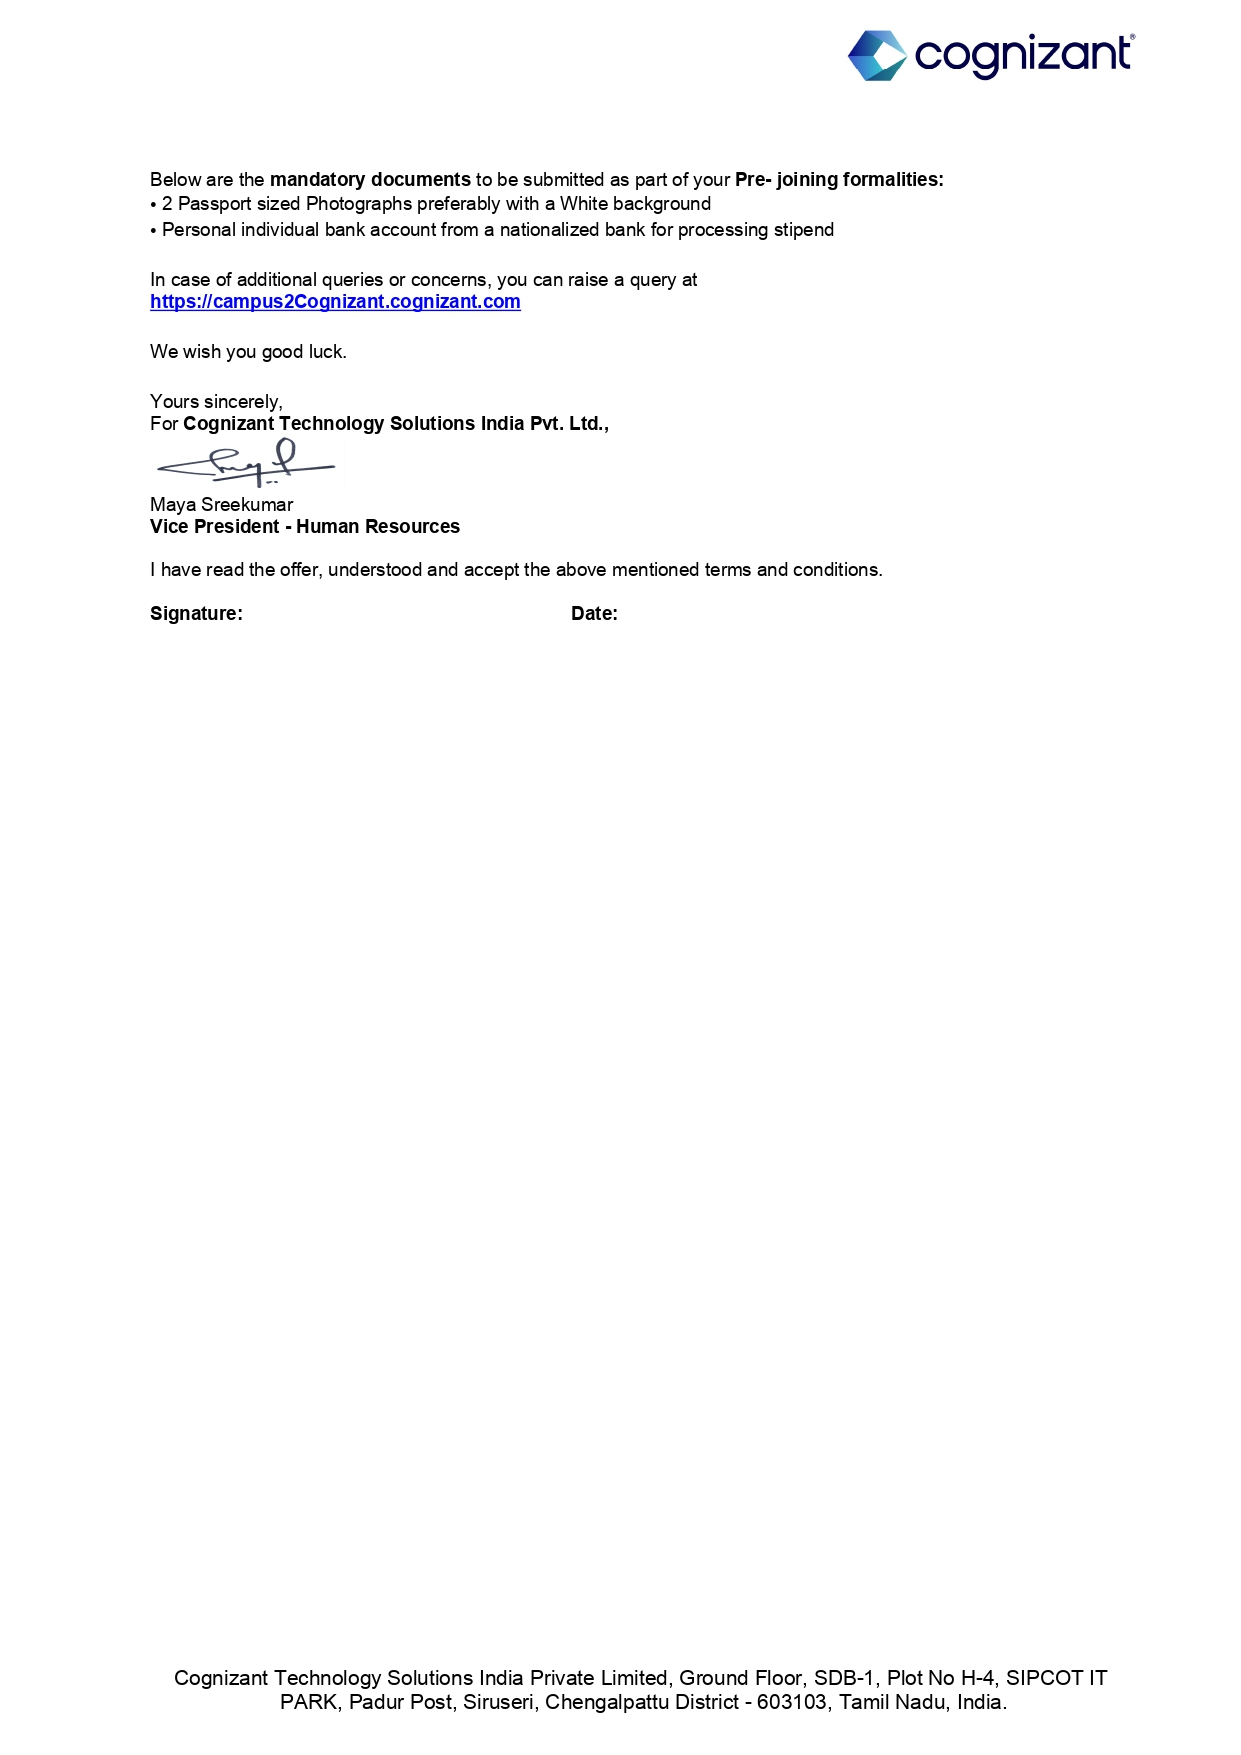 cognizant®
Below are the mandatory documents to be submitted as part of your Pre- joining formalities:
• 2 Passport sized Photographs preferably with a White background
• Personal individual bank account from a nationalized bank for processing stipend
In case of additional queries or concerns, you can raise a query at
https://campus2Cognizant.cognizant.com
We wish you good luck.
Yours sincerely,
For Cognizant Technology Solutions India Pvt. Ltd.,
Maya Sreekumar
Vice President - Human Resources
I have read the offer, understood and accept the above mentioned terms and conditions.
Signature: Date:
Cognizant Technology Solutions India Private Limited, Ground Floor, SDB-1, Plot No H-4, SIPCOT IT
PARK, Padur Post, Siruseri, Chengalpattu District - 603103, Tamil Nadu, India.